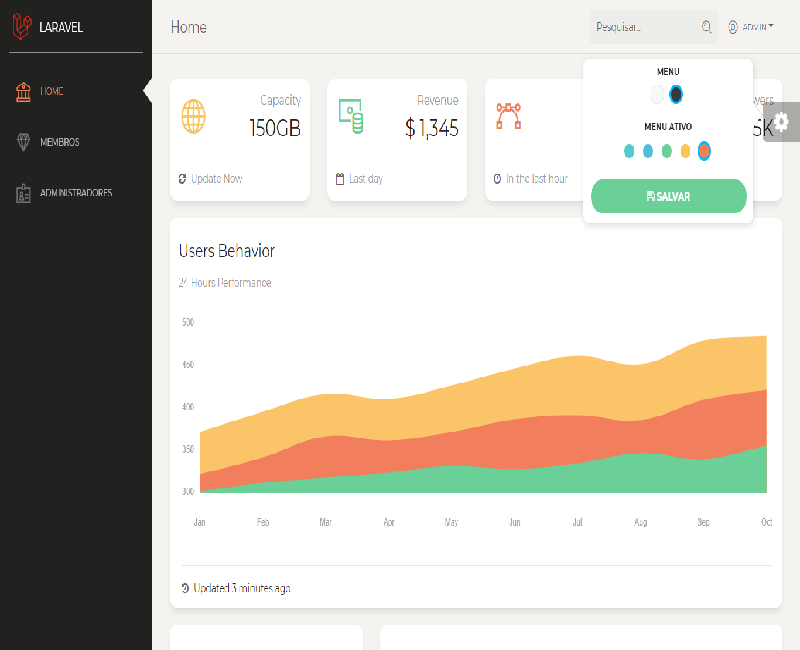 LARAVEL
Home
Pesquisar...
ADMIN
HOME
MEMBROS
ADMINISTRADORES
Capacity
150GB
Update Now
Revenue
$ 1,345
Last day
In the last hour
MENU
MENU ATIVO
SALVAR
Users Behavior
24 Hours Performance
500
450
400
350
300
Jan Feb Mar Apr May Jun Jul Aug Sep Oct
Updated 3 minutes ago